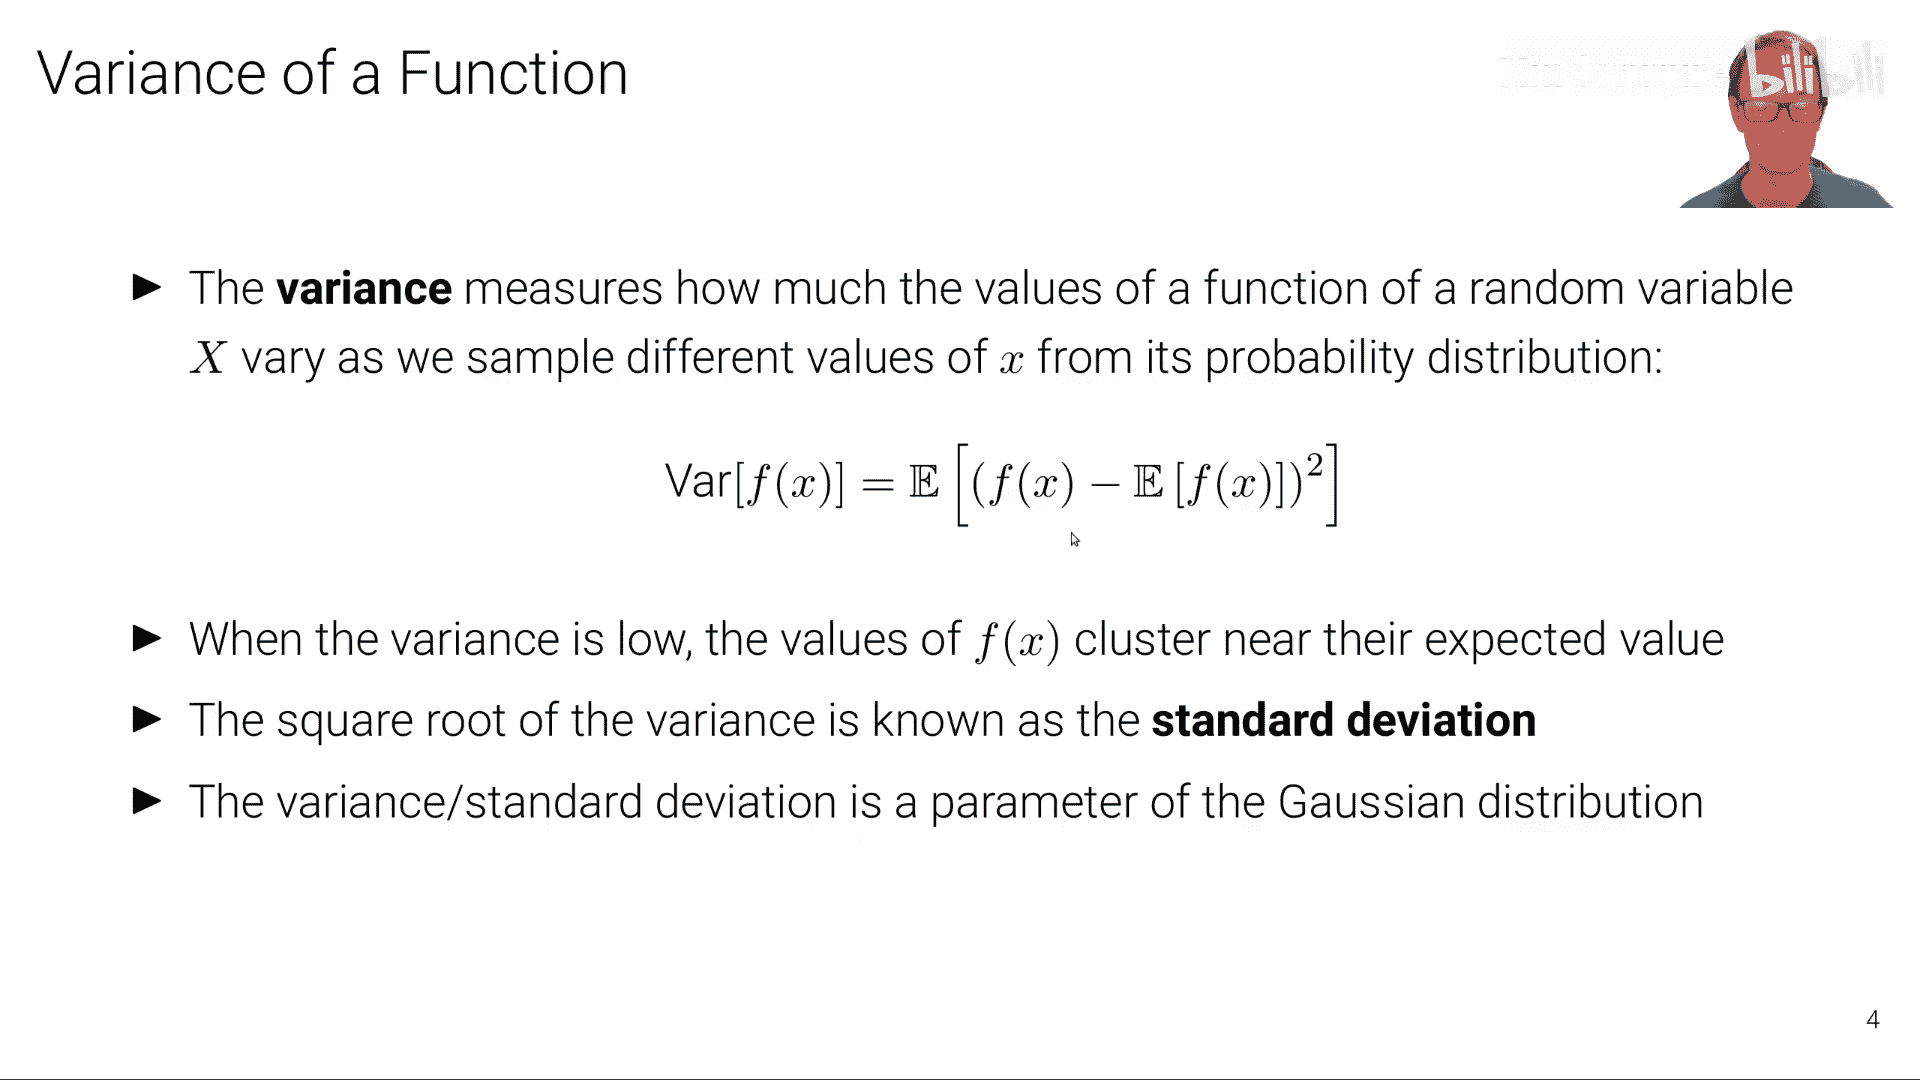 Variance of a Function
bilibili
► The variance measures how much the values of a function of a random variable
X vary as we sample different values of x from its probability distribution:
Var[f(x)] = 𝔼[(f(x) − 𝔼[f(x)])²]
► When the variance is low, the values of f(x) cluster near their expected value
► The square root of the variance is known as the standard deviation
► The variance/standard deviation is a parameter of the Gaussian distribution
4